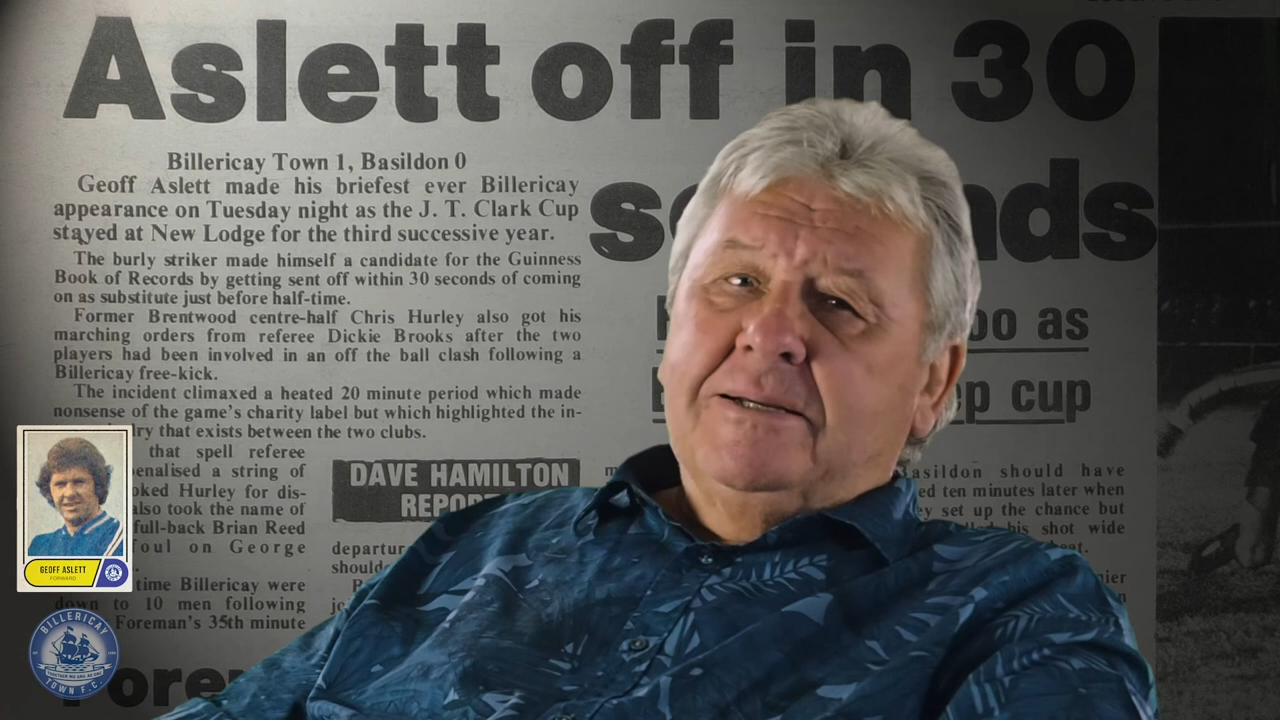 Aslett off in 30
Billericay Town 1, Basildon 0
Geoff Aslett made his briefest ever Billericay
appearance on Tuesday night as the J. T. Clark Cup
stayed at New Lodge for the third successive year.
The burly striker made himself a candidate for the Guinness
Book of Records by getting sent off within 30 seconds of coming
on as substitute just before half-time.
Former Brentwood centre-half Chris Hurley also got his
marching orders from referee Dickie Brooks after the two
players had been involved in an off the ball clash following a
Billericay free-kick.
The incident climaxed a heated 20 minute period which made
nonsense of the game's charity label but which highlighted the in-
that exists between the two clubs.
that spell referee
penalised a string of
Hurley for dis-
also took the name of
full-back Brian Reed
foul on George
time Billericay were
down to 10 men following
Foreman's 35th minute
DAVE HAMILTON
as
cup
Basildon should have
ten minutes later when
set up the chance but
his shot wide
GEOFF ASLETT
FORWARD
BILLERICAY
TOGETHER WE ARE AS ONE
TOWN F.C.